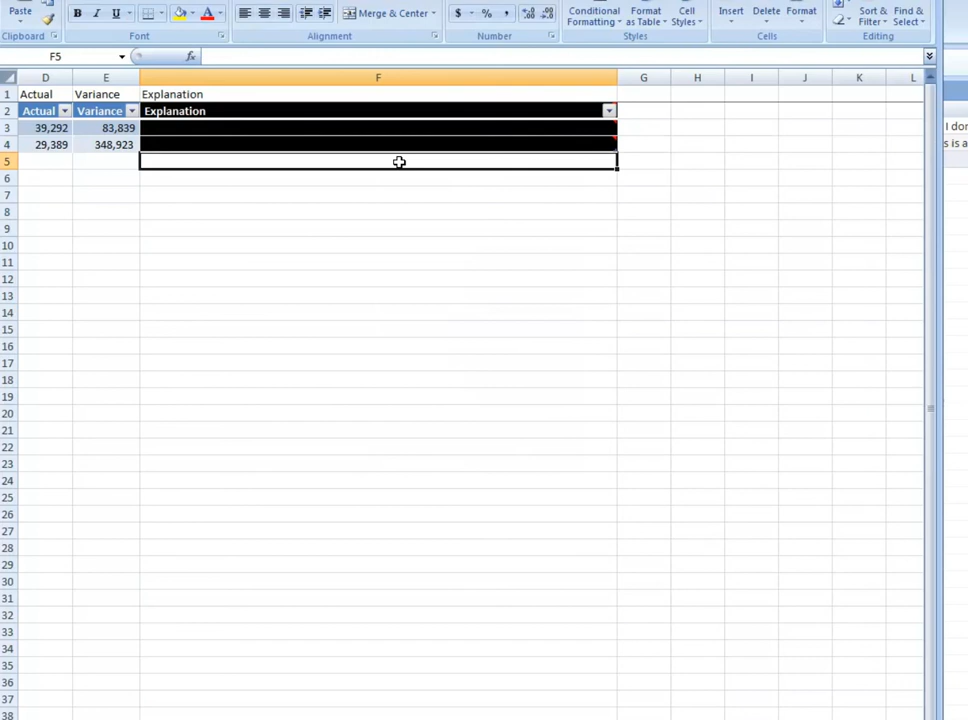 Paste
B I U
A
Merge & Center
$ % ,
Conditional Formatting
Format as Table
Cell Styles
Insert
Delete
Format
Sort & Filter
Find & Select
Clipboard
Font
Alignment
Number
Styles
Cells
Editing
F5
fx
D E F G H K L I J
1 Actual Variance Explanation
2 Actual Variance Explanation
3 39,292 83,839
I dor
4 29,389 348,923
s is a
5
6
7
8
9
10
11
12
13
14
15
16
17
18
19
20
21
22
23
24
25
26
27
28
29
30
31
32
33
34
35
36
37
38